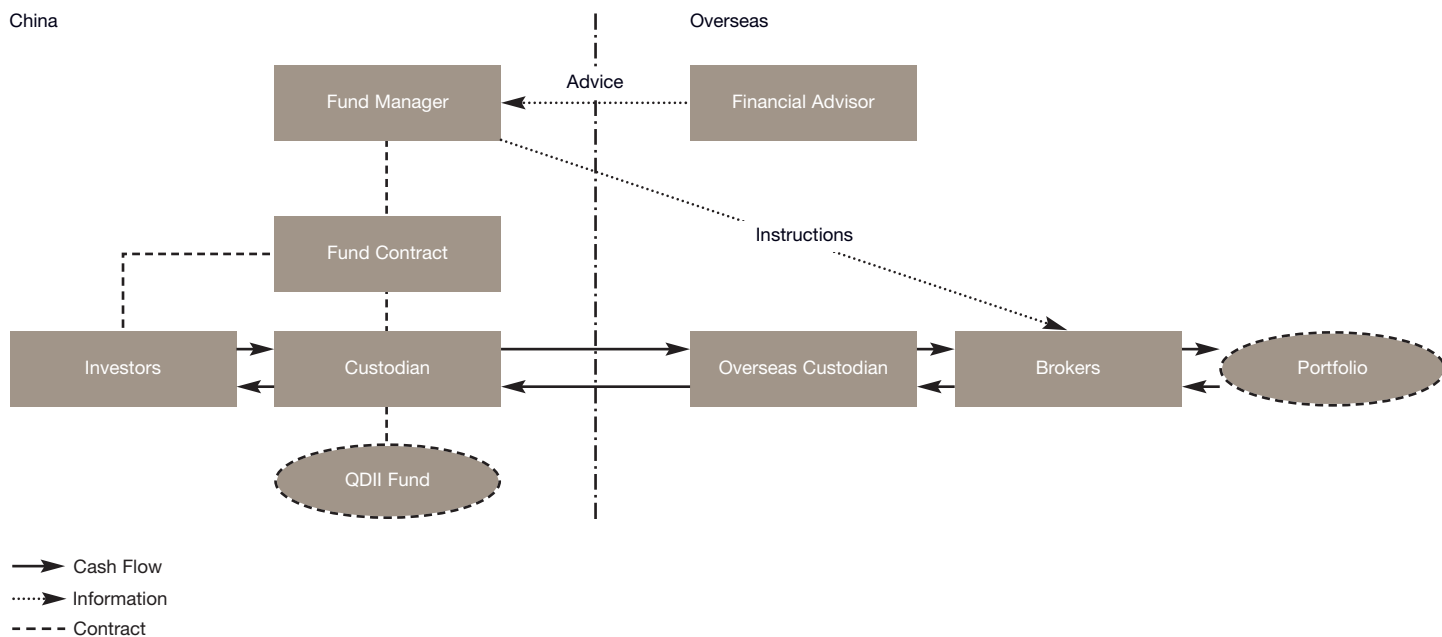 China
Overseas
Advice
Fund Manager
Financial Advisor
Instructions
Fund Contract
Investors
Custodian
Overseas Custodian
Brokers
Portfolio
QDII Fund
Cash Flow
Information
Contract